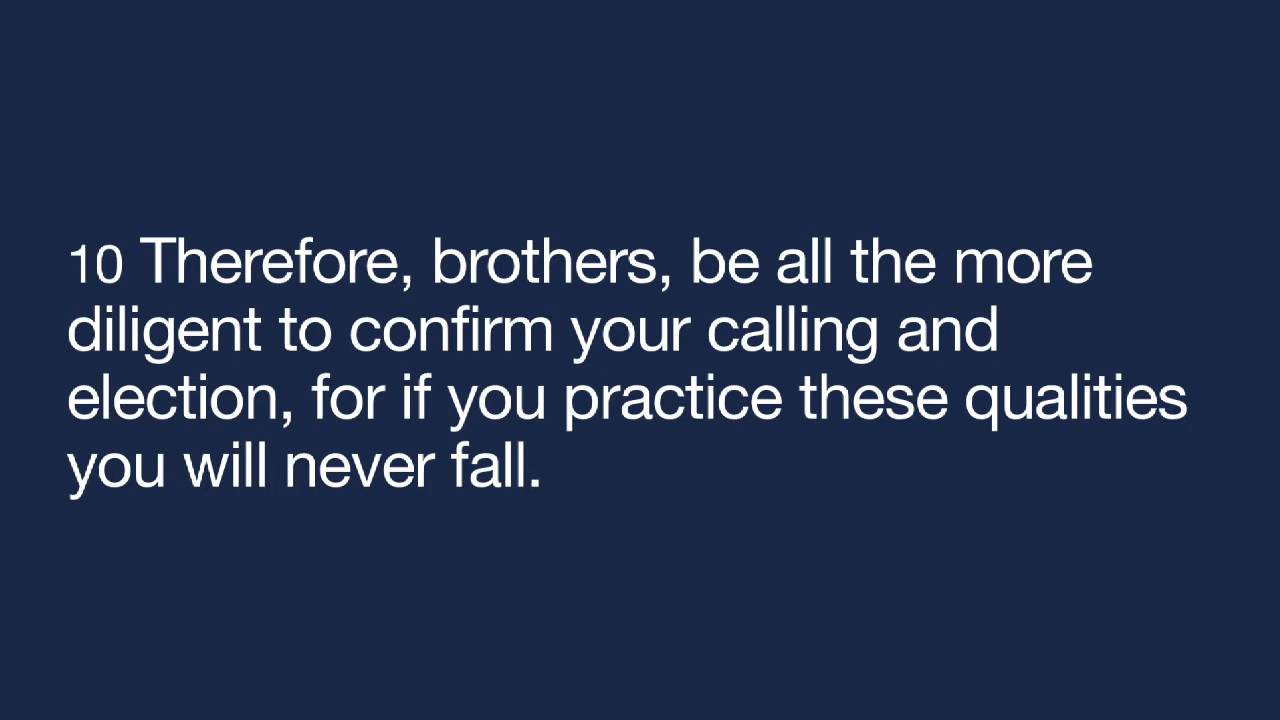 10 Therefore, brothers, be all the more
diligent to confirm your calling and
election, for if you practice these qualities
you will never fall.